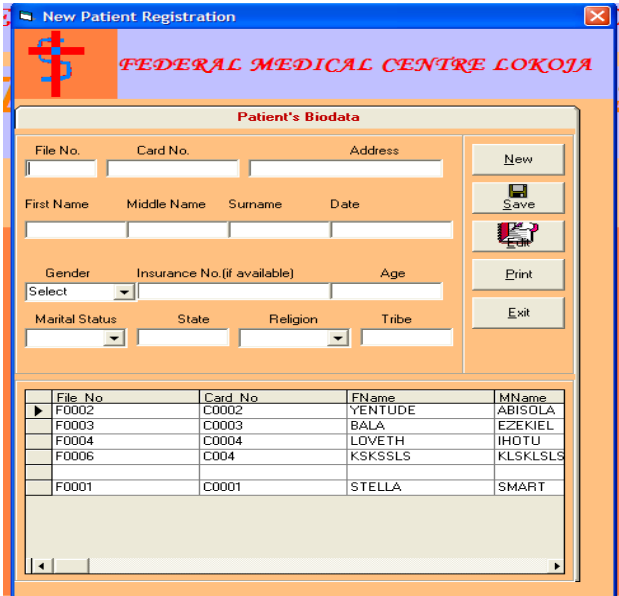 New Patient Registration
FEDERAL MEDICAL CENTRE LOKOJA
Patient's Biodata
File No. Card No. Address
New
Save
First Name Middle Name Surname Date
Edit
Gender Insurance No.(if available) Age
Print
Select
Marital Status State Religion Tribe
Exit
File_No Card_No FName MName
F0002 C0002 YENTUDE ABISOLA
F0003 C0003 BALA EZEKIEL
F0004 C0004 LOVETH IHOTU
F0006 C004 KSKSSLS KLSKLSLS
F0001 C0001 STELLA SMART